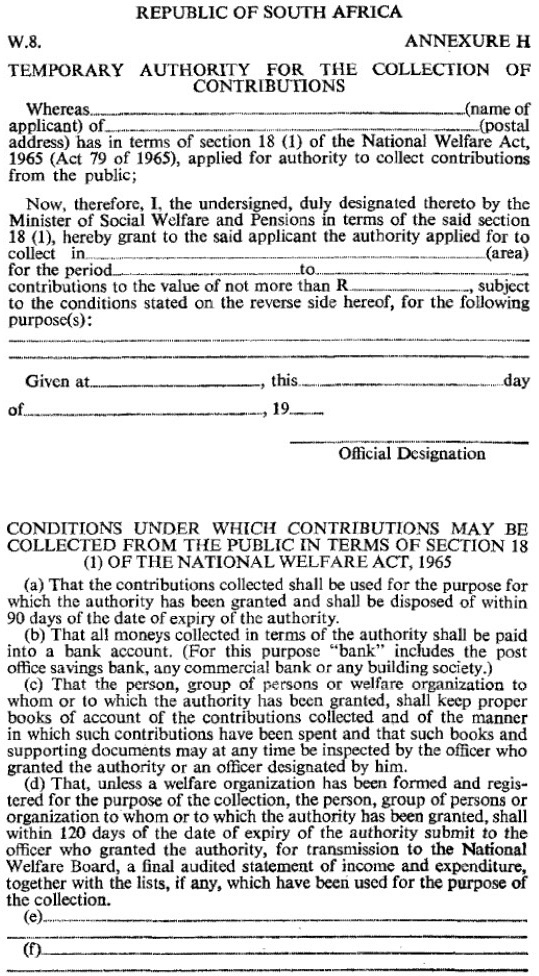 REPUBLIC OF SOUTH AFRICA
W.8. ANNEXURE H
TEMPORARY AUTHORITY FOR THE COLLECTION OF
CONTRIBUTIONS
Whereas (name of
applicant) of (postal
address) has in terms of section 18 (1) of the National Welfare Act,
1965 (Act 79 of 1965), applied for authority to collect contributions
from the public;
Now, therefore, I, the undersigned, duly designated thereto by the
Minister of Social Welfare and Pensions in terms of the said section
18 (1), hereby grant to the said applicant the authority applied for to
collect in (area)
for the period to
contributions to the value of not more than R , subject
to the conditions stated on the reverse side hereof, for the following
purpose(s):
Given at , this day
of , 19
Official Designation
CONDITIONS UNDER WHICH CONTRIBUTIONS MAY BE
COLLECTED FROM THE PUBLIC IN TERMS OF SECTION 18
(1) OF THE NATIONAL WELFARE ACT, 1965
(a) That the contributions collected shall be used for the purpose for
which the authority has been granted and shall be disposed of within
90 days of the date of expiry of the authority.
(b) That all moneys collected in terms of the authority shall be paid
into a bank account. (For this purpose "bank" includes the post
office savings bank, any commercial bank or any building society.)
(c) That the person, group of persons or welfare organization to
whom or to which the authority has been granted, shall keep proper
books of account of the contributions collected and of the manner
in which such contributions have been spent and that such books and
supporting documents may at any time be inspected by the officer who
granted the authority or an officer designated by him.
(d) That, unless a welfare organization has been formed and regis-
tered for the purpose of the collection, the person, group of persons or
organization to whom or to which the authority has been granted, shall
within 120 days of the date of expiry of the authority submit to the
officer who granted the authority, for transmission to the National
Welfare Board, a final audited statement of income and expenditure,
together with the lists, if any, which have been used for the purpose of
the collection.
(e)
(f)